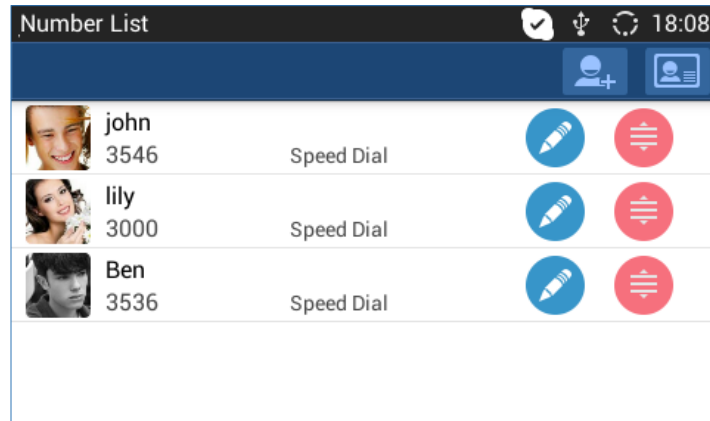 Number List
18:08
john
3546
Speed Dial
lily
3000
Speed Dial
Ben
3536
Speed Dial